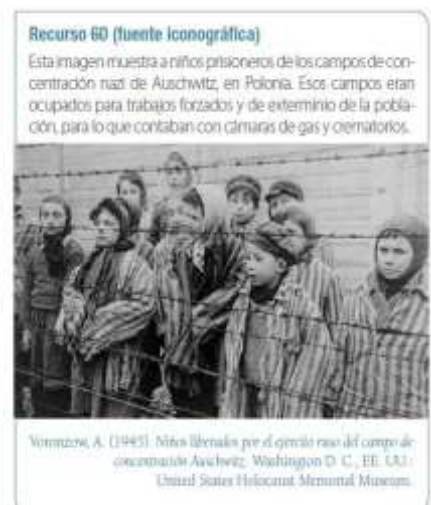 Recurso 60 (fuente iconográfica)
Esta imagen muestra a niños prisioneros de los campos de con-
centración nazi de Auschwitz, en Polonia. Esos campos eran
ocupados para trabajos forzados y de exterminio de la pobla-
ción, para lo que contaban con cámaras de gas y crematorios.
Vorontzow, A. (1945). Niños liberados por el ejército ruso del campo de
concentración Auschwitz. Washington D. C., EE. UU.:
United States Holocaust Memorial Museum.